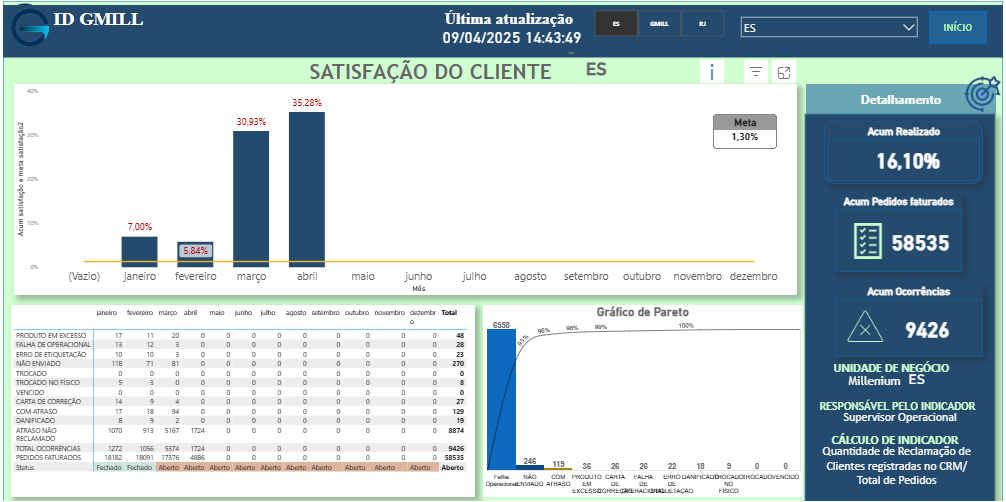 ID GMILL
Última atualização
09/04/2025 14:43:49
ES GMILL RJ
ES
INÍCIO
SATISFAÇÃO DO CLIENTE ES
i
Acum satisfação e meta satisfação2
40%
30%
20%
10%
0%
7,00%
5,84%
30,93%
35,28%
Meta
1,30%
(Vazio) janeiro fevereiro março abril maio junho julho agosto setembro outubro novembro dezembro
Mês
Detalhamento
Acum Realizado
16,10%
Acum Pedidos faturados
58535
Acum Ocorrências
9426
UNIDADE DE NEGÓCIO
Millenium ES
RESPONSÁVEL PELO INDICADOR
Supervisor Operacional
CÁLCULO DE INDICADOR
Quantidade de Reclamação de
Clientes registradas no CRM/
Total de Pedidos
janeiro fevereiro março abril maio junho julho agosto setembro outubro novembro dezembr
o Total
PRODUTO EM EXCESSO 17 11 20 0 0 0 0 0 0 0 0 0 48
FALHA DE OPERACIONAL 13 12 3 0 0 0 0 0 0 0 0 0 28
ERRO DE ETIQUETAÇÃO 10 10 3 0 0 0 0 0 0 0 0 0 23
NÃO ENVIADO 118 71 81 0 0 0 0 0 0 0 0 0 270
TROCADO 0 0 0 0 0 0 0 0 0 0 0 0 0
TROCADO NO FÍSICO 5 3 0 0 0 0 0 0 0 0 0 0 8
VENCIDO 0 0 0 0 0 0 0 0 0 0 0 0 0
CARTA DE CORREÇÃO 14 9 4 0 0 0 0 0 0 0 0 0 27
COM ATRASO 17 18 94 0 0 0 0 0 0 0 0 0 129
DANIFICADO 8 9 2 0 0 0 0 0 0 0 0 0 19
ATRASO NÃO
RECLAMADO 1070 913 5167 1724 0 0 0 0 0 0 0 0 8874
TOTAL OCORRÊNCIAS 1272 1056 5374 1724 0 0 0 0 0 0 0 0 9426
PEDIDOS FATURADOS 18182 18091 17376 4886 0 0 0 0 0 0 0 0 58535
Status Fechado Fechado Aberto Aberto Aberto Aberto Aberto Aberto Aberto Aberto Aberto Aberto Aberto
Gráfico de Pareto
6558
93%
96%
98%
99%
100%
246 119 36 26 26 22 18 9 0 0
Falha
Operacional
NÃO
ENVIADO
COM
ATRASO
PRODUTO
EM
EXCESSO
CARTA
DE
CORREÇÃO
FALHA
DE
OPERACIONAL
ERRO DE
ETIQUETAÇÃO
DANIFICADO
TROCADO
NO
FÍSICO
TROCADO
VENCIDO